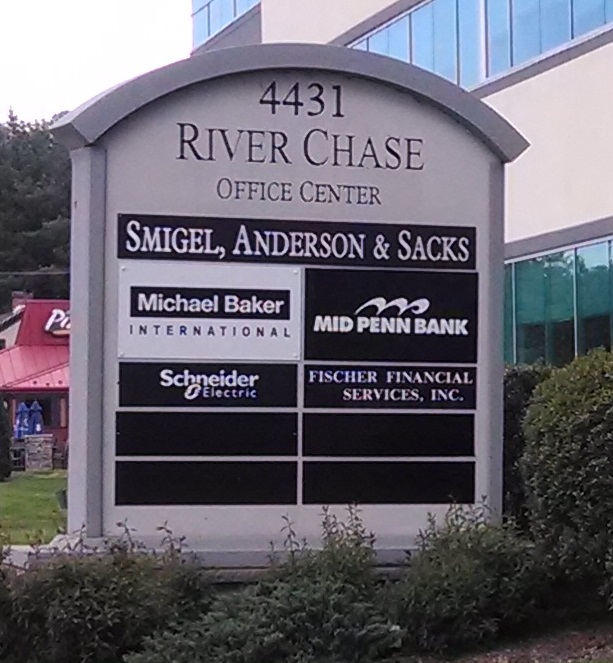 4431
RIVER CHASE
OFFICE CENTER
SMIGEL, ANDERSON & SACKS
Michael Baker
INTERNATIONAL
MID PENN BANK
Schneider
Electric
FISCHER FINANCIAL
SERVICES, INC.